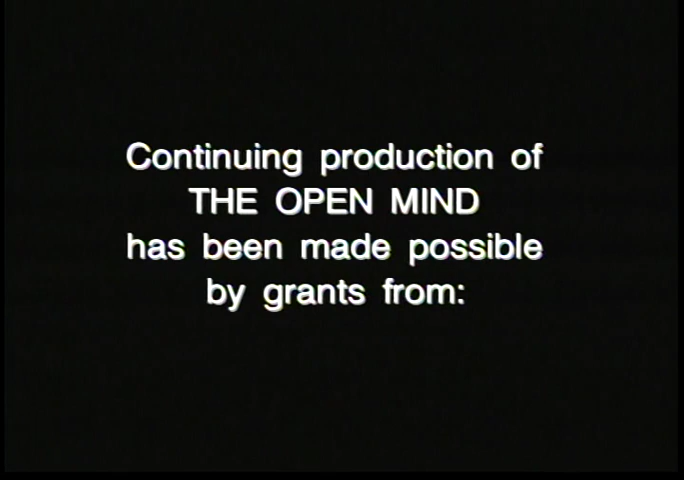 Continuing production of
THE OPEN MIND
has been made possible
by grants from: